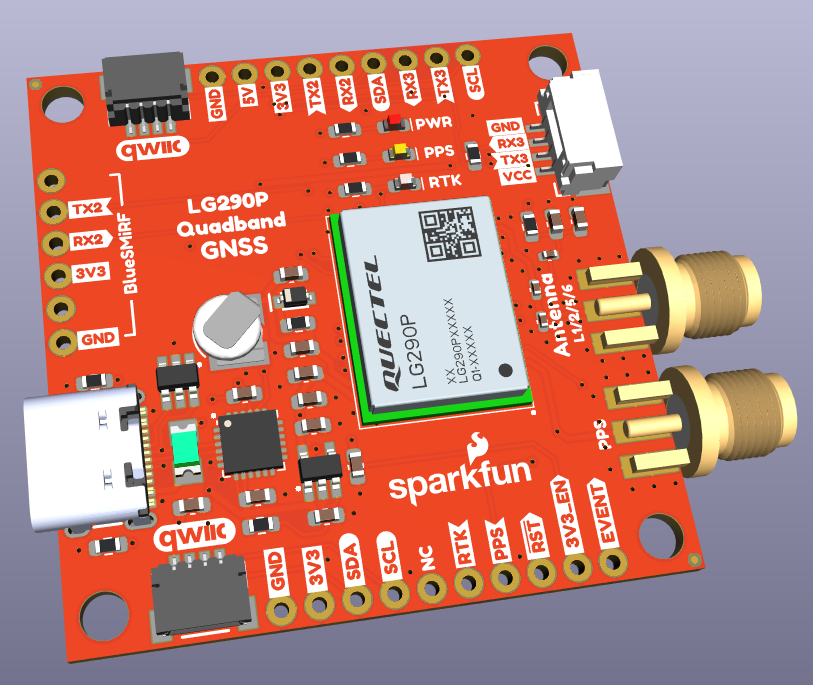 GND
5V
3V3
TX2
RX2
SDA
RX3
TX3
SCL
qwiic
PWR
PPS
RTK
GND
RX3
TX3
VCC
TX2
RX2
3V3
GND
BlueSMiRF
LG290P
Quadband
GNSS
QUECTEL
LG290P
XX
LG290PXXXXX
Q1-XXXXX
Antenna
L1/2/5/6
PPS
sparkfun
qwiic
GND
3V3
SDA
SCL
NC
RTK
PPS
RST
3V3_EN
EVENT